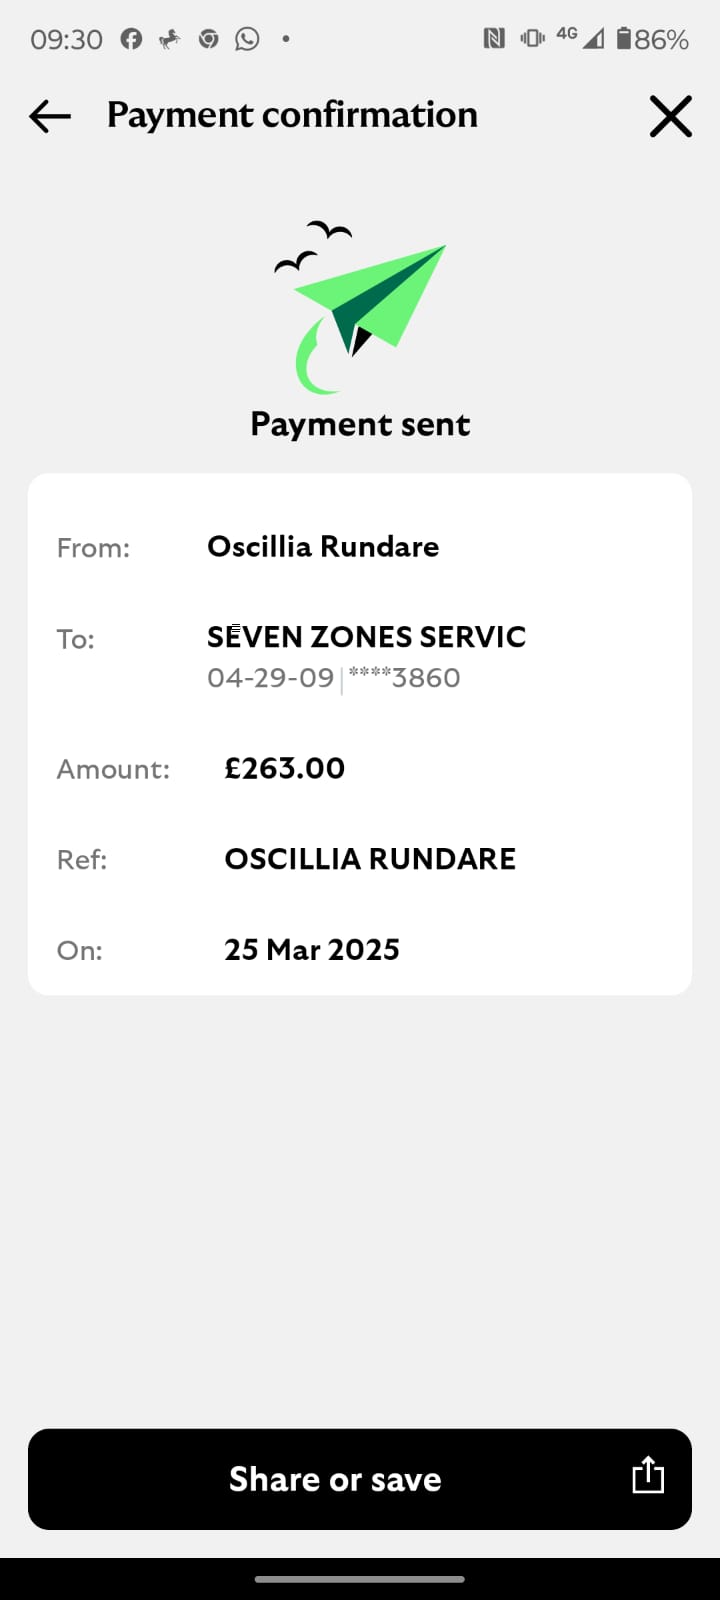 09:30 4G 86%
Payment confirmation
Payment sent
From: Oscillia Rundare
To: SEVEN ZONES SERVIC
04-29-09 | ****3860
Amount: £263.00
Ref: OSCILLIA RUNDARE
On: 25 Mar 2025
Share or save